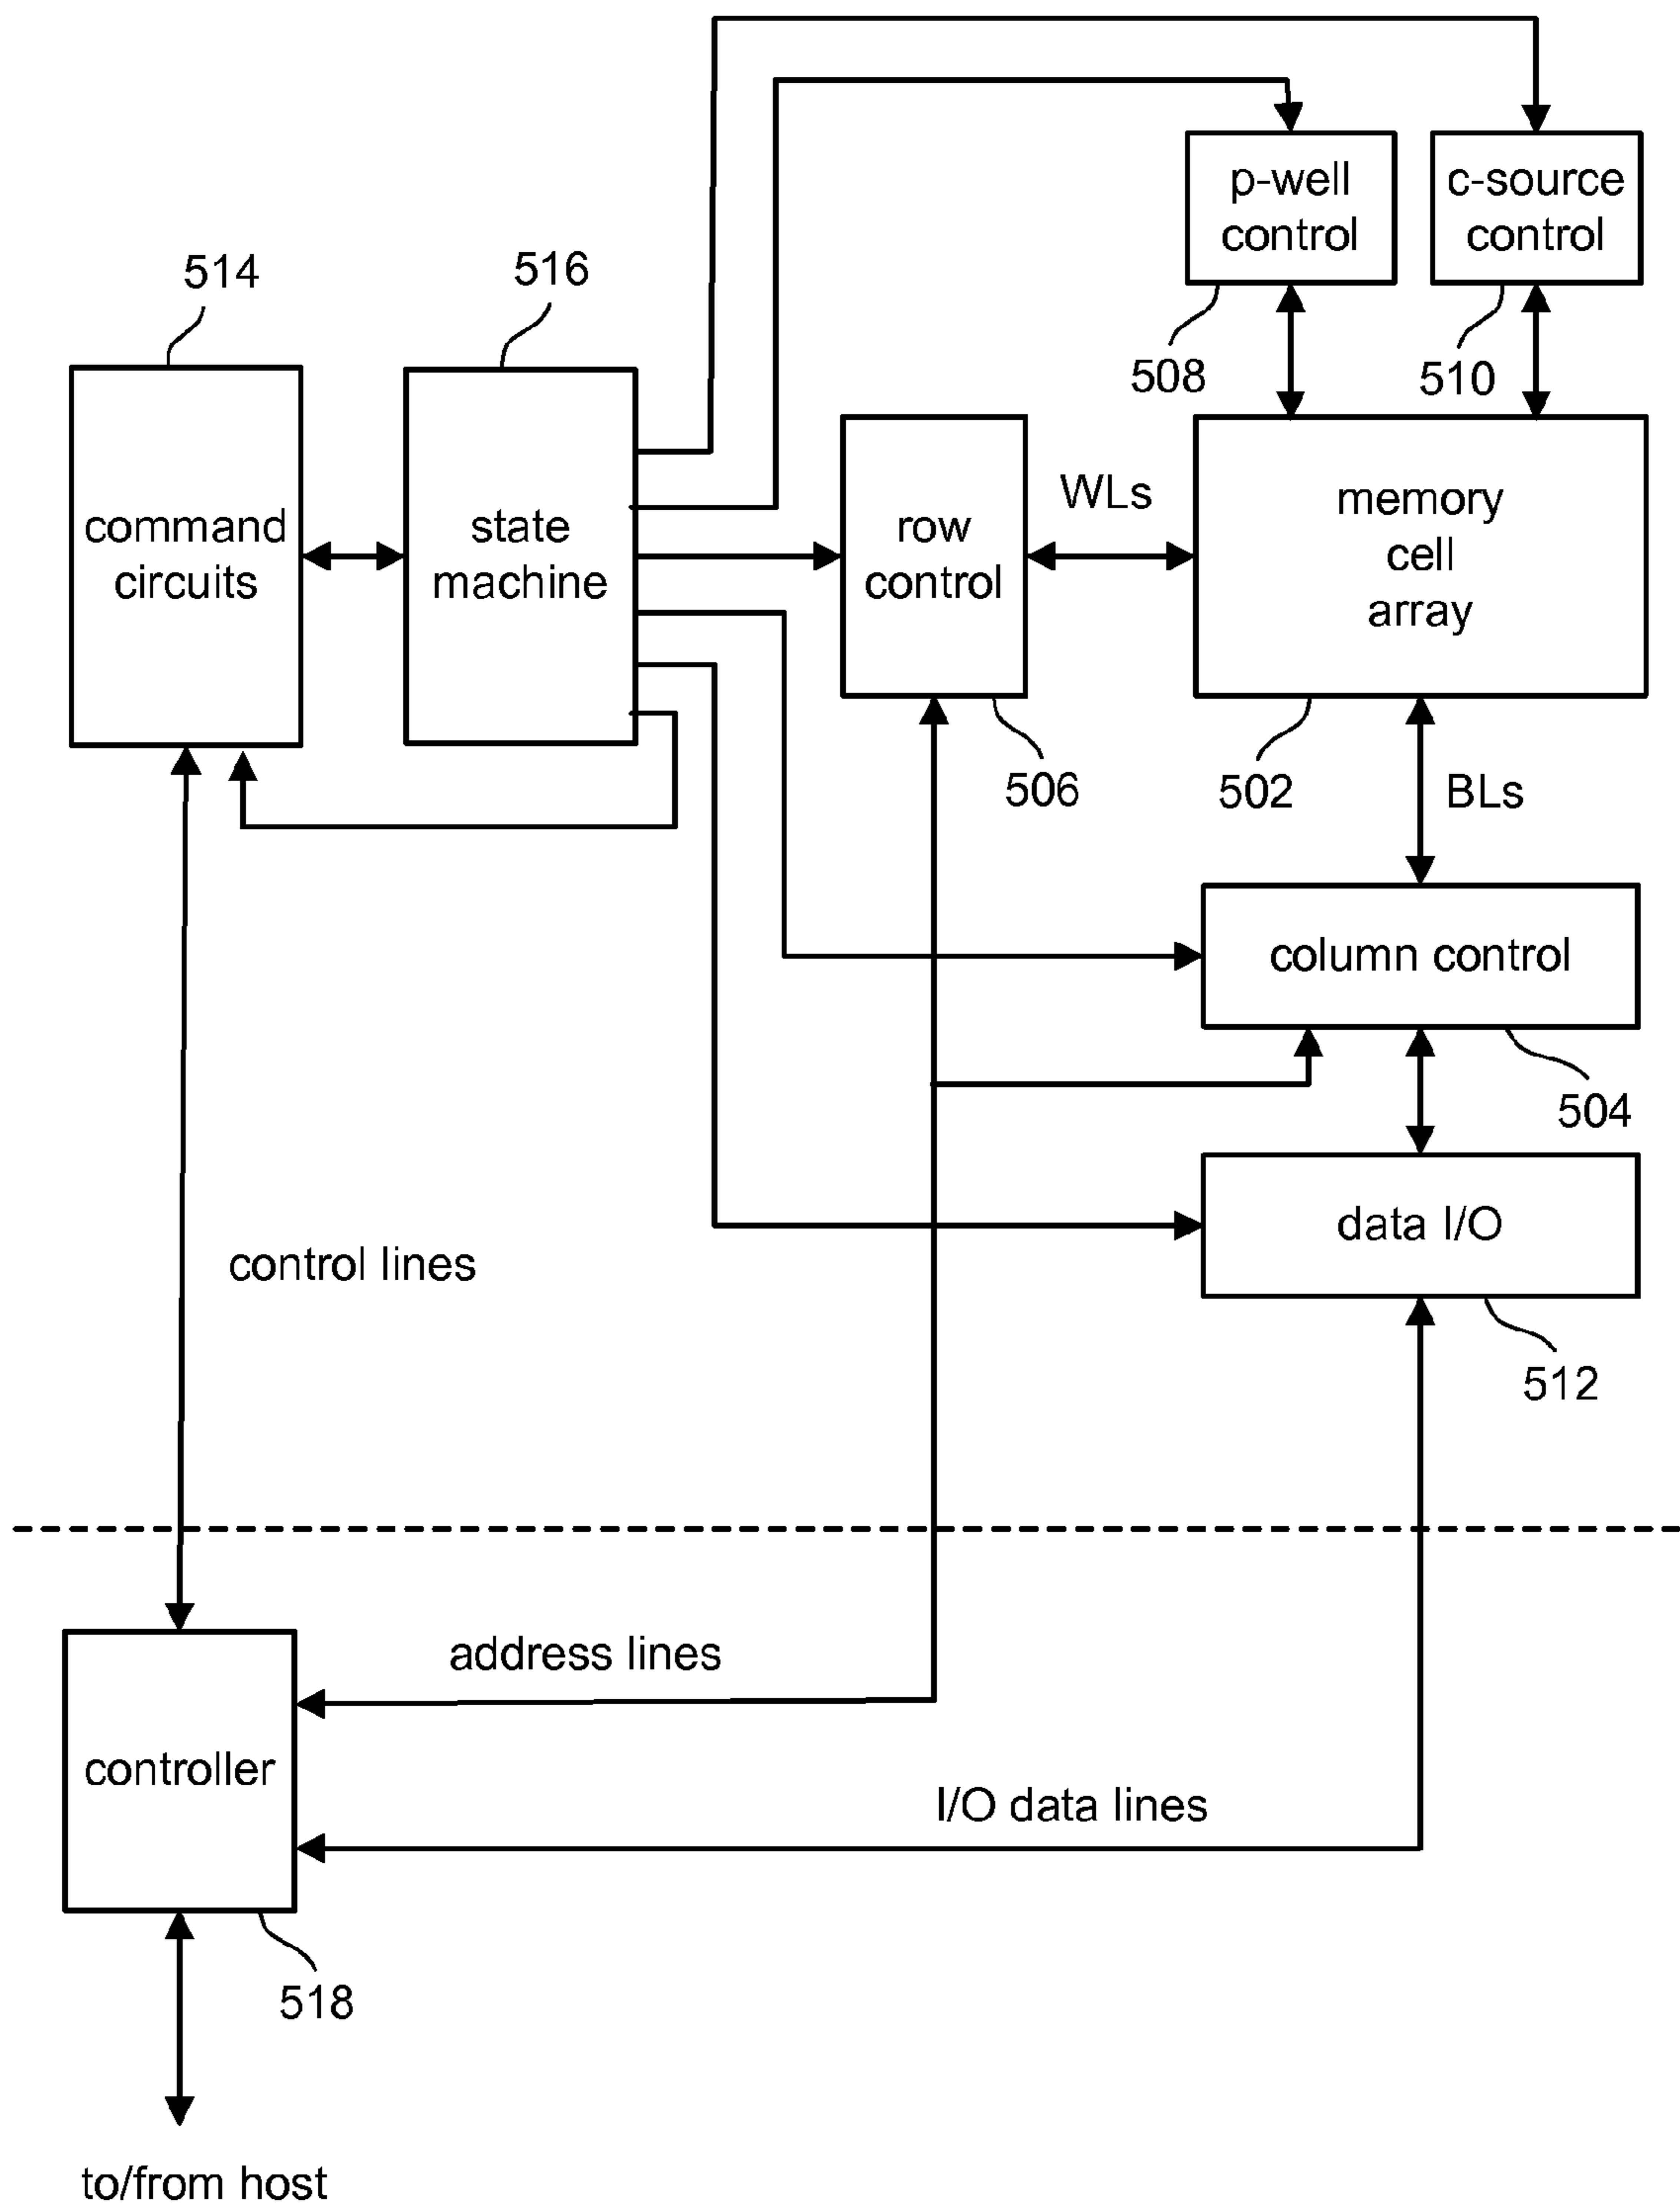 p-well
control
c-source
control
514
516
508
510
command
circuits
state
machine
row
control
WLs
memory
cell
array
506
502
BLs
column control
504
data I/O
control lines
512
address lines
controller
I/O data lines
518
to/from host